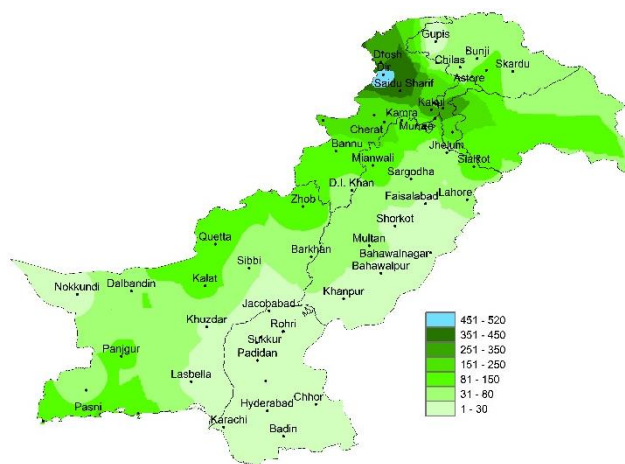 Gupis
Drosh
Bunji
Chilas
Dir
Skardu
Astore
Saidu Sharif
Kakul
Kamra
Murree
Cherat
Bannu
Jhelum
Mianwali
Sialkot
Sargodha
D.I. Khan
Faisalabad
Lahore
Zhob
Shorkot
Quetta
Multan
Barkhan
Bahawalnagar
Sibbi
Bahawalpur
Kalat
Nokkundi
Dalbandin
Khanpur
Jacobabad
Khuzdar
Rohri
Sukkur
Panjgur
Padidan
Lasbella
Pasni
Hyderabad
Chhor
Karachi
Badin
451 - 520
351 - 450
251 - 350
151 - 250
81 - 150
31 - 80
1 - 30